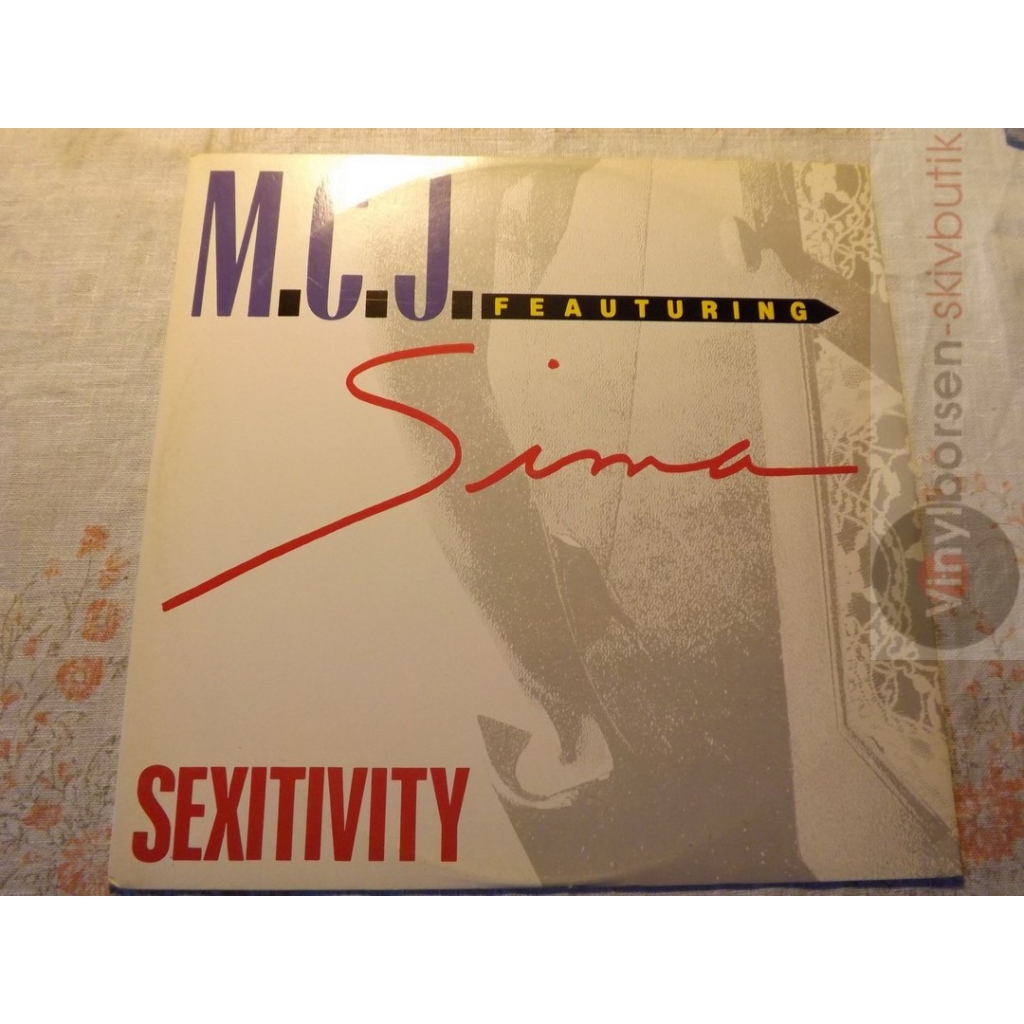 M.C.J. FEAUTURING
Sima
SEXITIVITY
vinylborsen-skivbutik